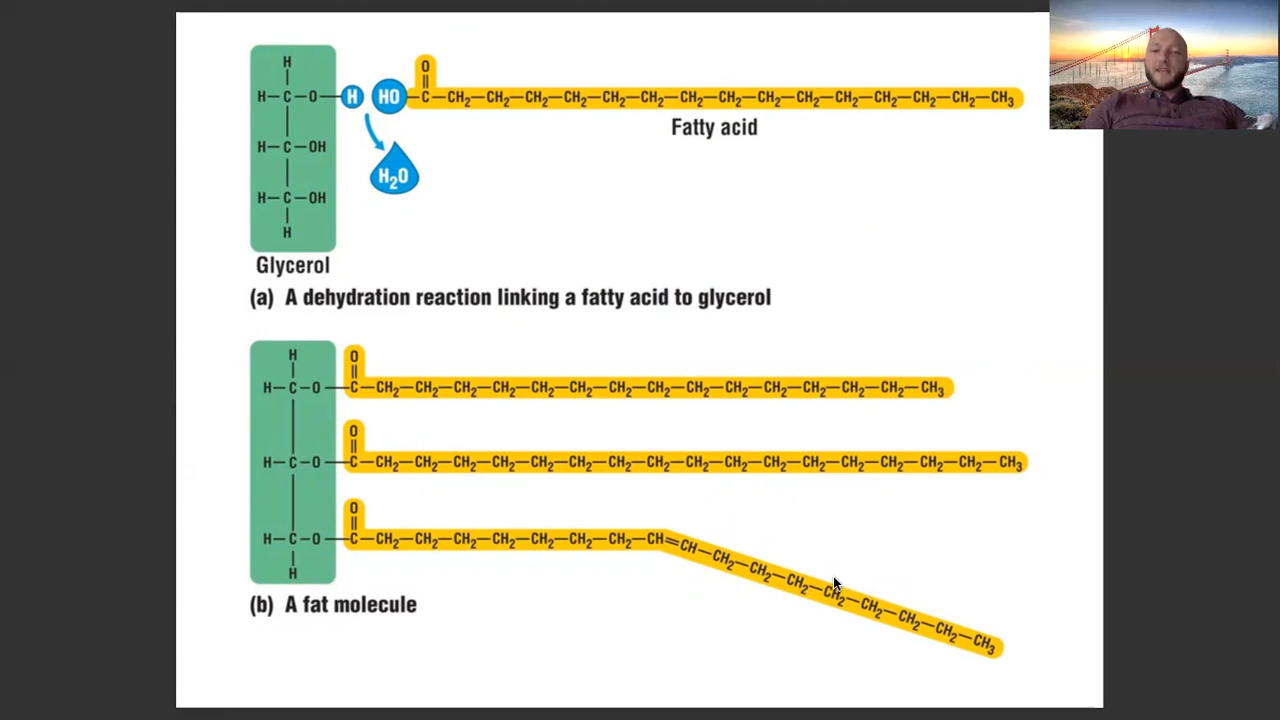 H
O
H—C—O—H HO—C—CH₂—CH₂—CH₂—CH₂—CH₂—CH₂—CH₂—CH₂—CH₂—CH₂—CH₂—CH₂—CH₂—CH₂—CH₃
Fatty acid
H—C—OH
H₂O
H—C—OH
H
Glycerol
(a) A dehydration reaction linking a fatty acid to glycerol
H
O
H—C—O—C—CH₂—CH₂—CH₂—CH₂—CH₂—CH₂—CH₂—CH₂—CH₂—CH₂—CH₂—CH₂—CH₂—CH₂—CH₃
O
H—C—O—C—CH₂—CH₂—CH₂—CH₂—CH₂—CH₂—CH₂—CH₂—CH₂—CH₂—CH₂—CH₂—CH₂—CH₂—CH₂—CH₂—CH₃
O
H—C—O—C—CH₂—CH₂—CH₂—CH₂—CH₂—CH₂—CH₂—CH=CH—CH₂—CH₂—CH₂—CH₂—CH₂—CH₂—CH₂—CH₃
H
(b) A fat molecule